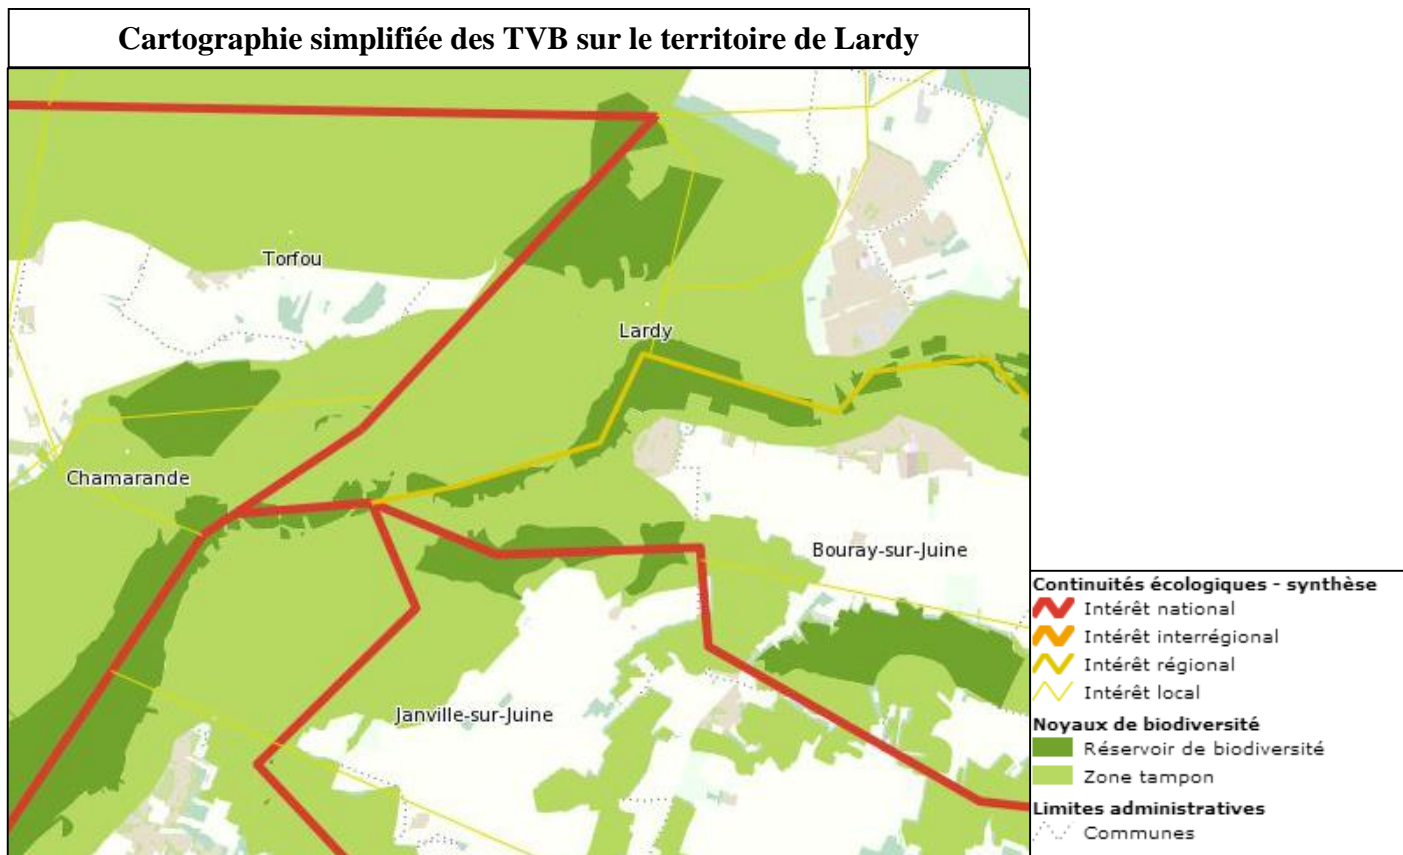 Cartographie simplifiée des TVB sur le territoire de Lardy
Torfou
Lardy
Chamarande
Bouray-sur-Juine
Janville-sur-Juine
Continuités écologiques - synthèse
Intérêt national
Intérêt interrégional
Intérêt régional
Intérêt local
Noyaux de biodiversité
Réservoir de biodiversité
Zone tampon
Limites administratives
Communes